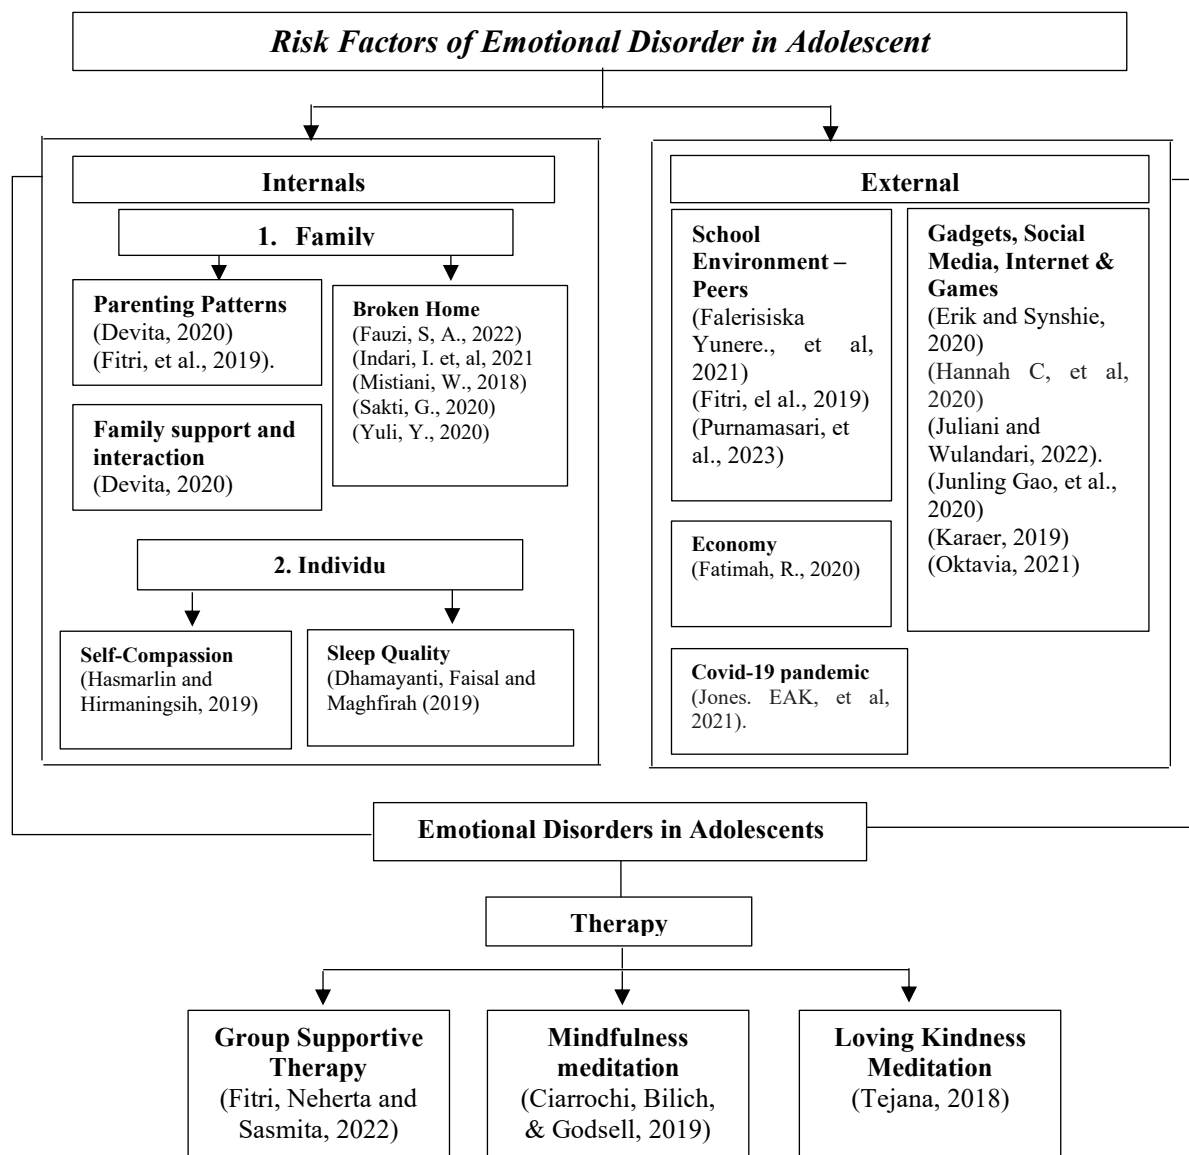 Risk Factors of Emotional Disorder in Adolescent
Internals
1. Family
Parenting Patterns
(Devita, 2020)
(Fitri, et al., 2019).
Broken Home
(Fauzi, S, A., 2022)
(Indari, I. et, al, 2021
(Mistiani, W., 2018)
(Sakti, G., 2020)
(Yuli, Y., 2020)
Family support and
interaction
(Devita, 2020)
2. Individu
Self-Compassion
(Hasmarlin and
Hirmaningsih, 2019)
Sleep Quality
(Dhamayanti, Faisal and
Maghfirah (2019)
External
School
Environment –
Peers
(Falerisiska
Yunere., et al,
2021)
(Fitri, el al., 2019)
(Purnamasari, et
al., 2023)
Gadgets, Social
Media, Internet &
Games
(Erik and Synshie,
2020)
(Hannah C, et al,
2020)
(Juliani and
Wulandari, 2022).
(Junling Gao, et al.,
2020)
(Karaer, 2019)
(Oktavia, 2021)
Economy
(Fatimah, R., 2020)
Covid-19 pandemic
(Jones. EAK, et al,
2021).
Emotional Disorders in Adolescents
Therapy
Group Supportive
Therapy
(Fitri, Neherta and
Sasmita, 2022)
Mindfulness
meditation
(Ciarrochi, Bilich,
& Godsell, 2019)
Loving Kindness
Meditation
(Tejana, 2018)